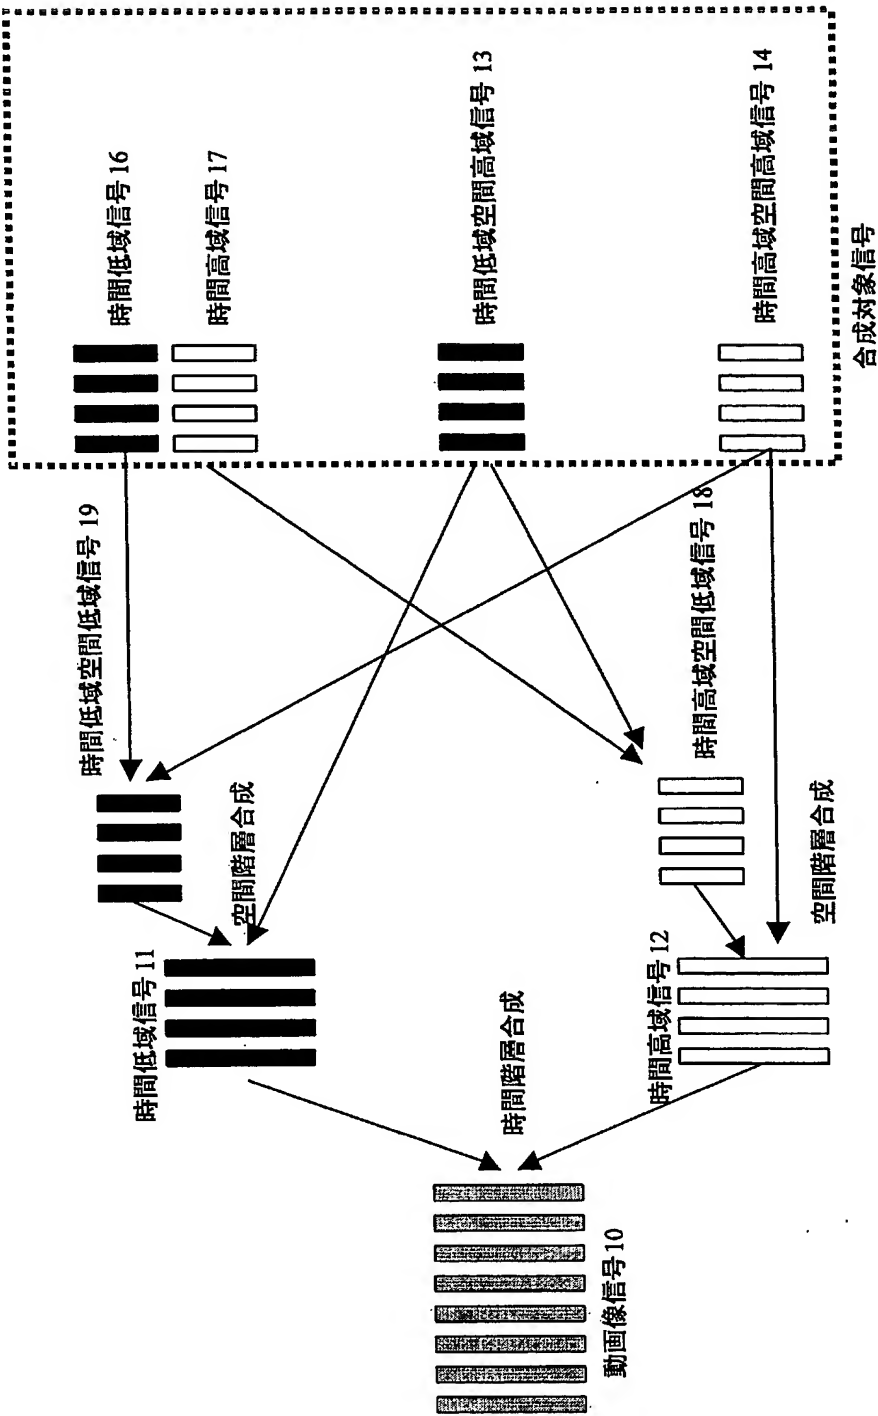 合成対象信号
時間低域信号 16
時間高域信号 17
時間低域空間高域信号 13
時間高域空間高域信号 14
時間低域空間低域信号 19
時間高域空間低域信号 18
空間階層合成
空間階層合成
時間低域信号 11
時間高域信号 12
時間階層合成
動画像信号 10